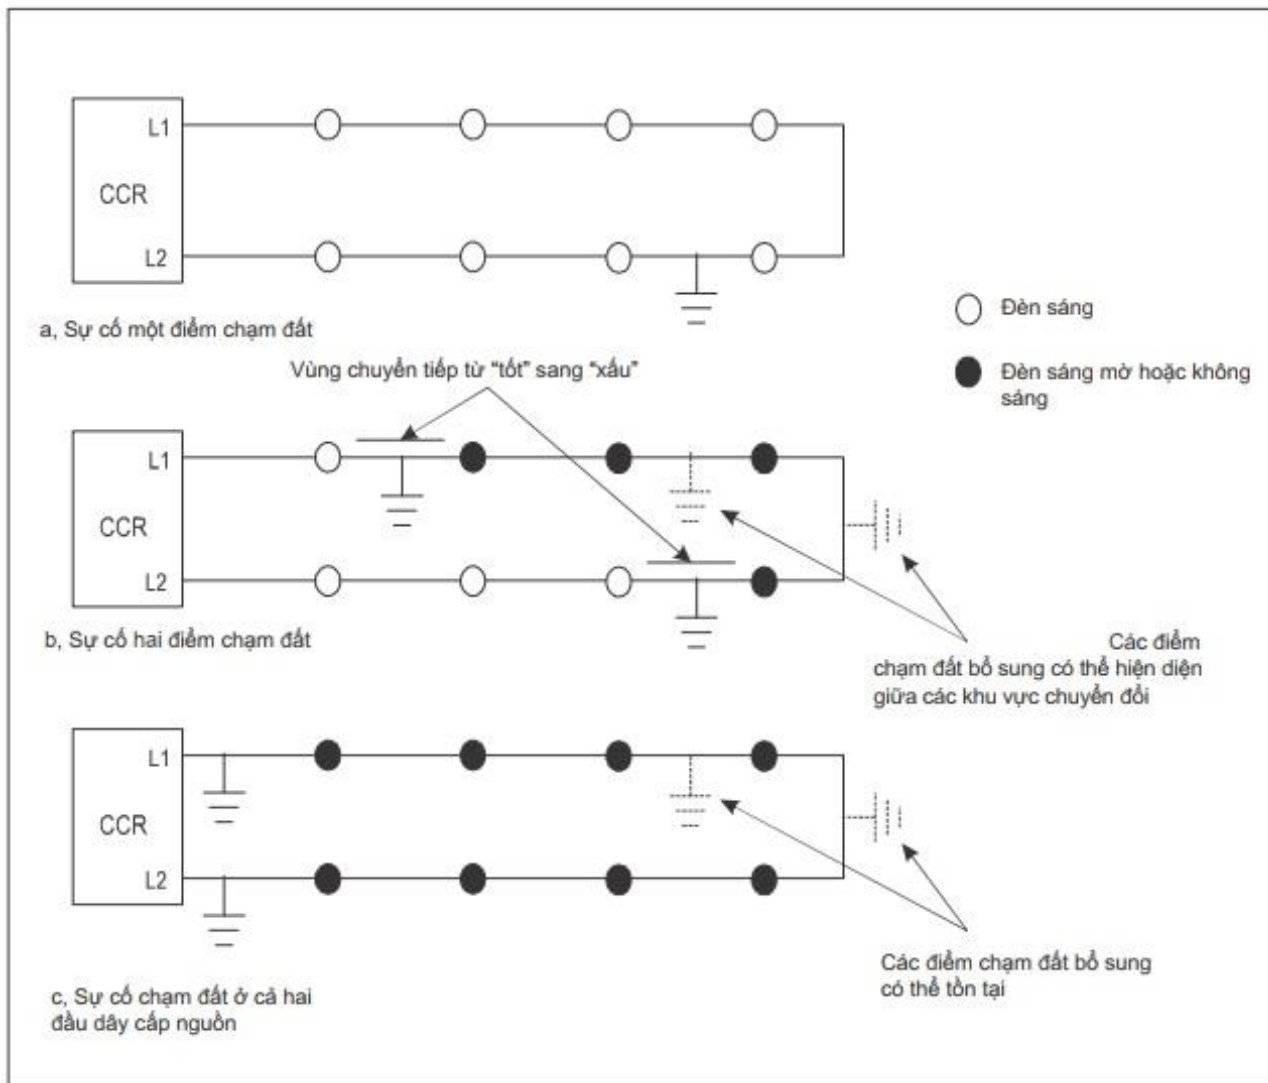 L1
CCR
L2
a, Sự cố một điểm chạm đất
Đèn sáng
Đèn sáng mờ hoặc không
sáng
Vùng chuyển tiếp từ “tốt” sang “xấu”
L1
CCR
L2
b, Sự cố hai điểm chạm đất
Các điểm
chạm đất bổ sung có thể hiện diện
giữa các khu vực chuyển đổi
L1
CCR
L2
c, Sự cố chạm đất ở cả hai
đầu dây cấp nguồn
Các điểm chạm đất bổ sung
có thể tồn tại